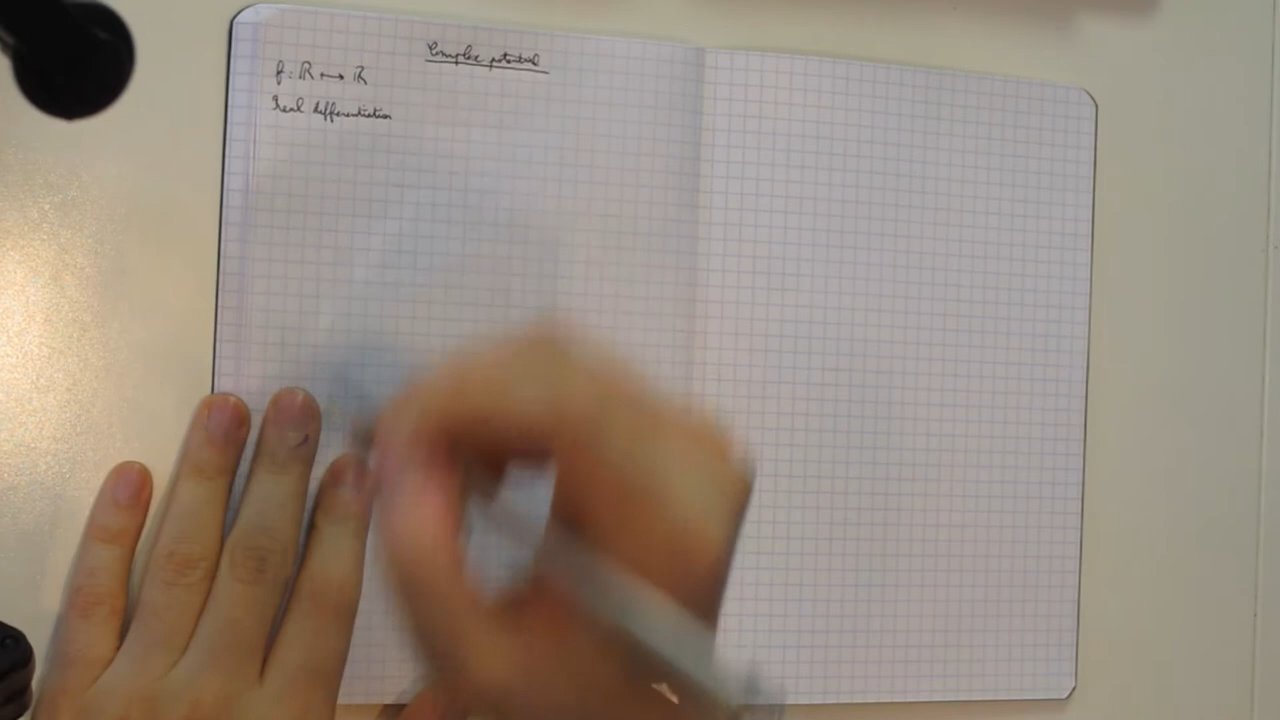 Complex potential
f : ℝ ⟼ ℝ
Real differentiation